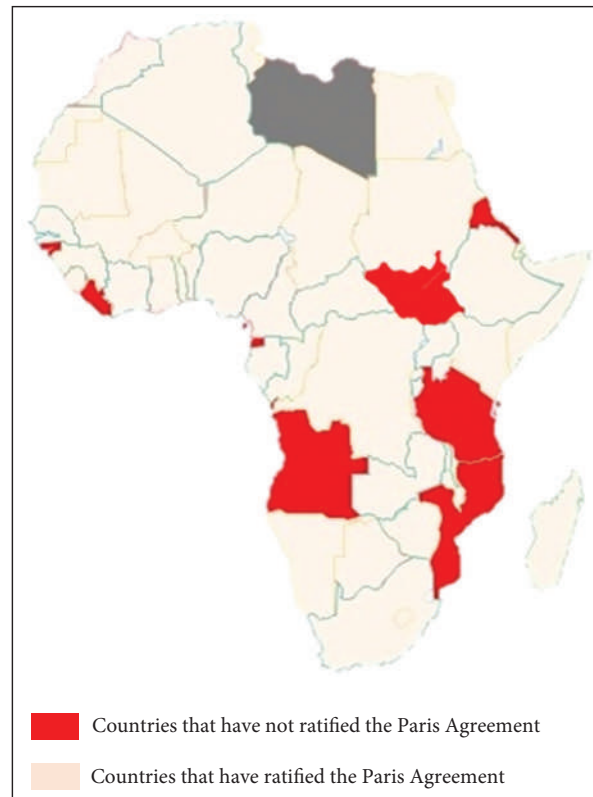 Countries that have not ratified the Paris Agreement
Countries that have ratified the Paris Agreement